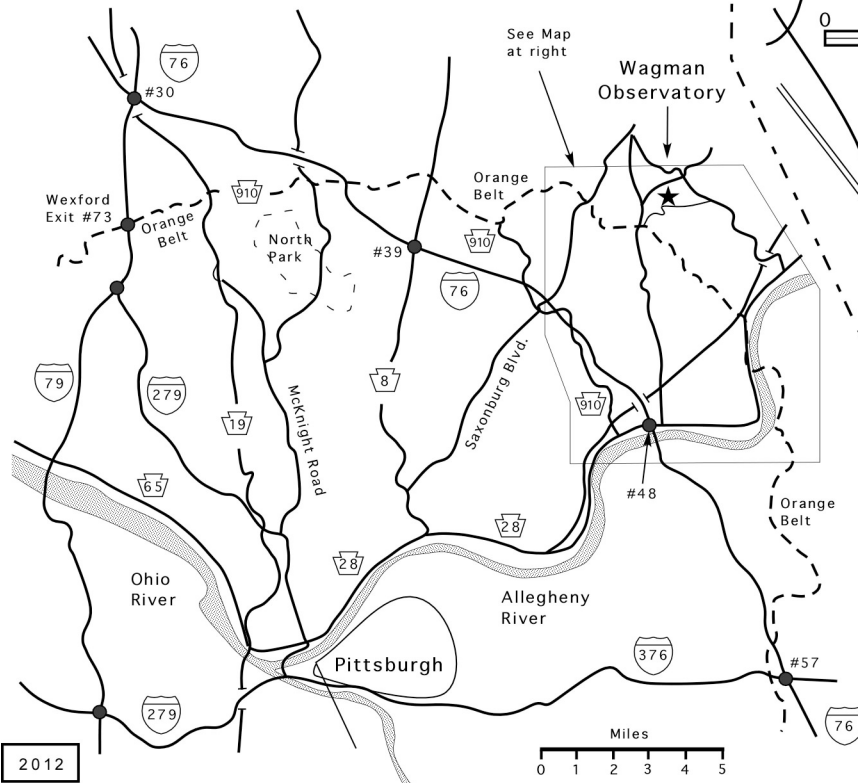 0
See Map
at right
Wagman
Observatory
76
#30
Orange
Belt
910
Wexford
Exit #73
Orange
Belt
North
Park
910
#39
76
79
279
8
Saxonburg Blvd.
19
McKnight Road
910
65
#48
28
Orange
Belt
28
Ohio
River
Allegheny
River
Pittsburgh
376
#57
279
76
Miles
2012
0 1 2 3 4 5